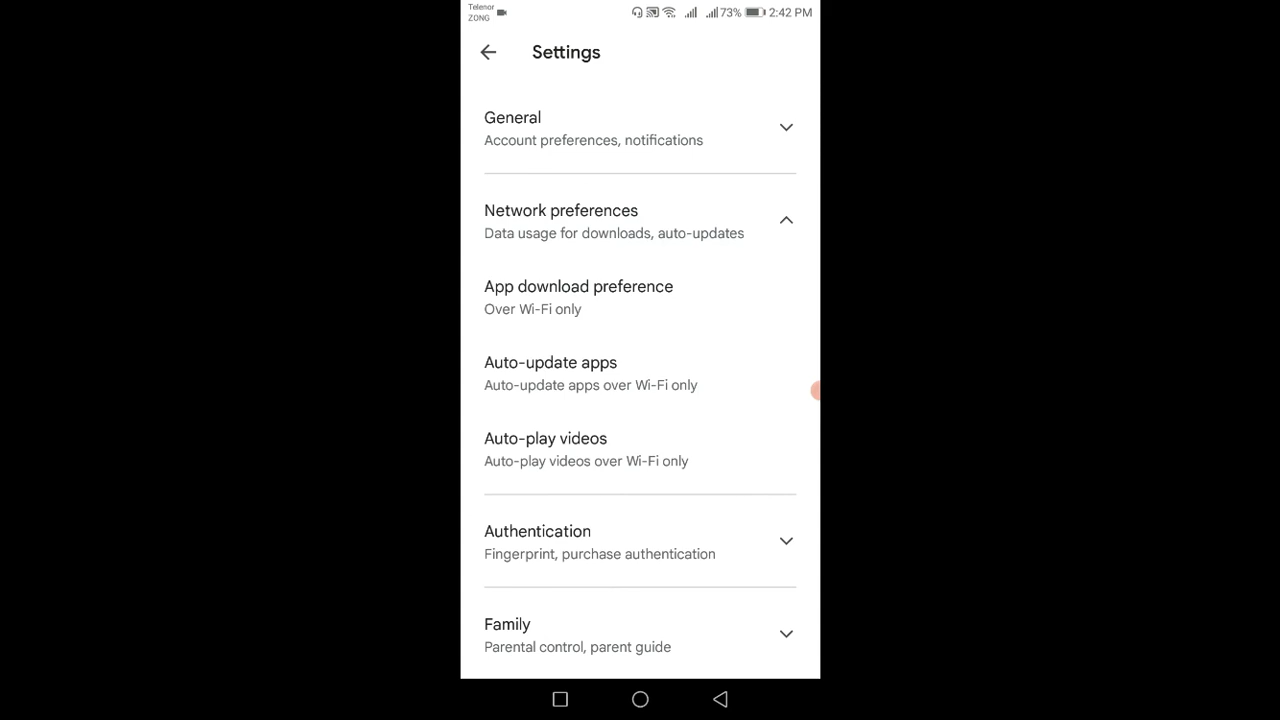 Telenor
ZONG
73% 2:42 PM
Settings
General
Account preferences, notifications
Network preferences
Data usage for downloads, auto-updates
App download preference
Over Wi-Fi only
Auto-update apps
Auto-update apps over Wi-Fi only
Auto-play videos
Auto-play videos over Wi-Fi only
Authentication
Fingerprint, purchase authentication
Family
Parental control, parent guide